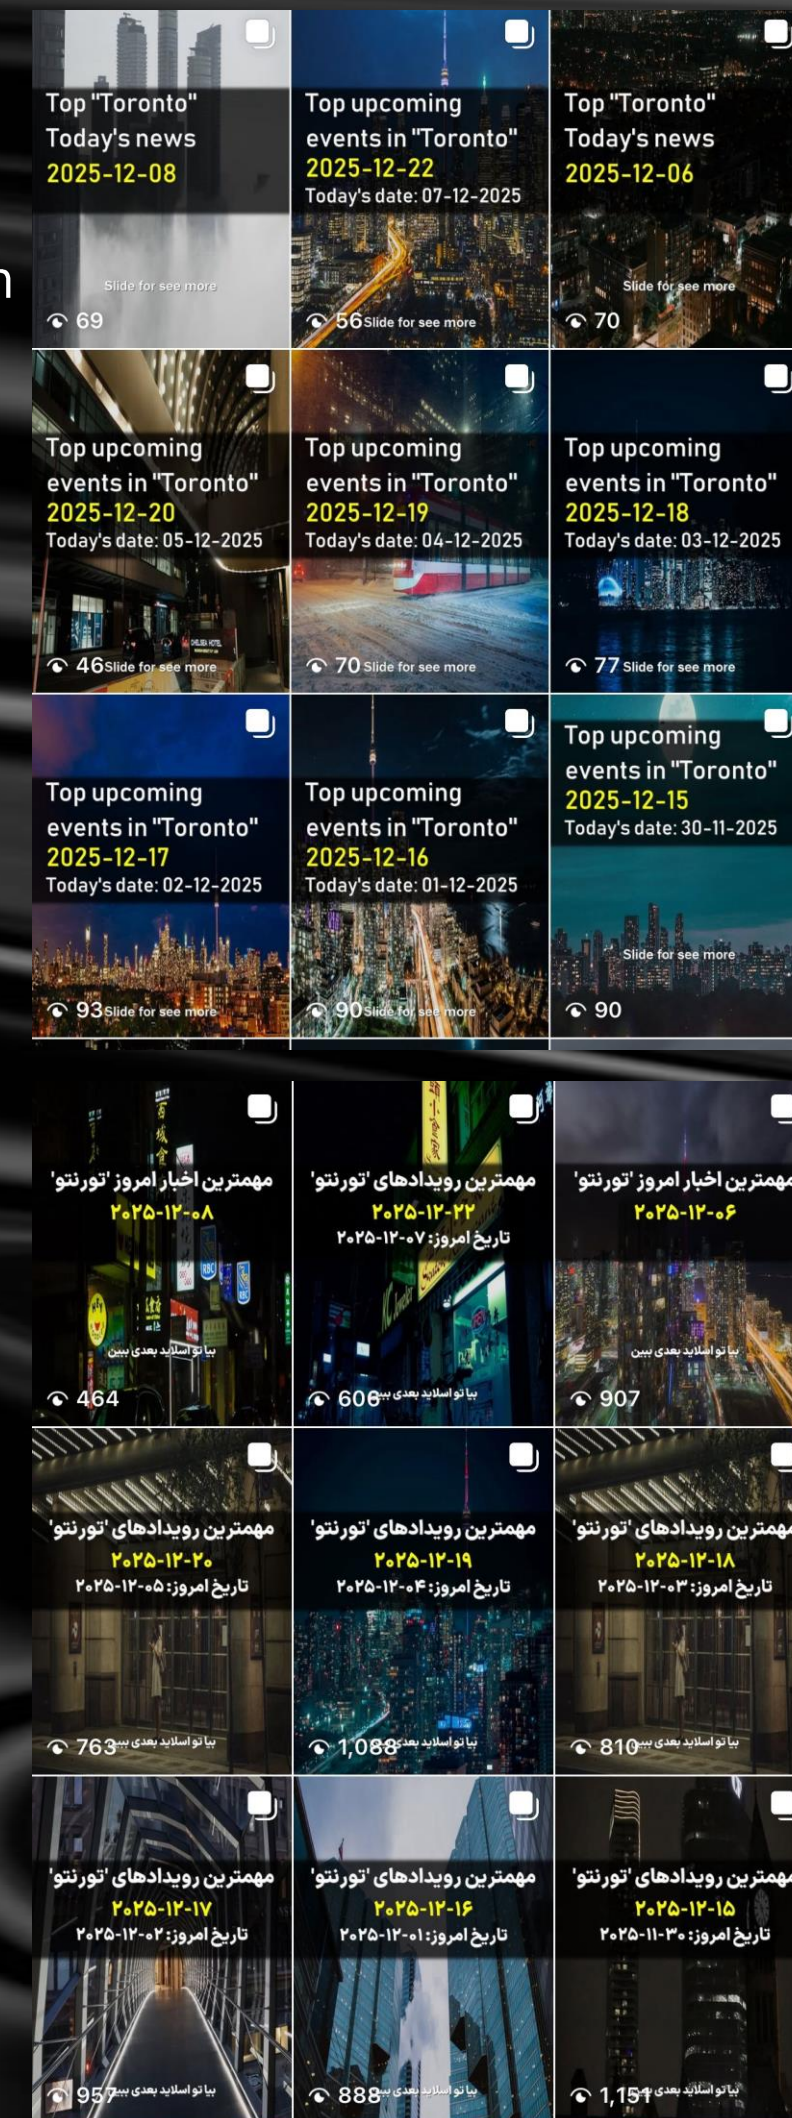 n
Top "Toronto"
Today's news
2025-12-08
Slide for see more
69
Top upcoming
events in "Toronto"
2025-12-22
Today's date: 07-12-2025
56 Slide for see more
Top "Toronto"
Today's news
2025-12-06
Slide for see more
70
Top upcoming
events in "Toronto"
2025-12-20
Today's date: 05-12-2025
CHELSEA HOTEL
46 Slide for see more
Top upcoming
events in "Toronto"
2025-12-19
Today's date: 04-12-2025
70 Slide for see more
Top upcoming
events in "Toronto"
2025-12-18
Today's date: 03-12-2025
77 Slide for see more
Top upcoming
events in "Toronto"
2025-12-17
Today's date: 02-12-2025
93 Slide for see more
Top upcoming
events in "Toronto"
2025-12-16
Today's date: 01-12-2025
90 Slide for see more
Top upcoming
events in "Toronto"
2025-12-15
Today's date: 30-11-2025
Slide for see more
90
مهمترین اخبار امروز 'تورنتو'
۲۰۲۵-۱۲-۰۸
RBC
بیا تو اسلاید بعدی ببین
464
مهمترین رویدادهای 'تورنتو'
۲۰۲۵-۱۲-۲۲
تاریخ امروز: ۲۰۲۵-۱۲-۰۷
KC Jeweler
606 بیا تو اسلاید بعدی ببین
مهمترین اخبار امروز 'تورنتو'
۲۰۲۵-۱۲-۰۶
بیا تو اسلاید بعدی ببین
907
مهمترین رویدادهای 'تورنتو'
۲۰۲۵-۱۲-۲۰
تاریخ امروز: ۲۰۲۵-۱۲-۰۵
763 بیا تو اسلاید بعدی ببین
مهمترین رویدادهای 'تورنتو'
۲۰۲۵-۱۲-۱۹
تاریخ امروز: ۲۰۲۵-۱۲-۰۴
1,088 بیا تو اسلاید بعدی ببین
مهمترین رویدادهای 'تورنتو'
۲۰۲۵-۱۲-۱۸
تاریخ امروز: ۲۰۲۵-۱۲-۰۳
810 بیا تو اسلاید بعدی ببین
مهمترین رویدادهای 'تورنتو'
۲۰۲۵-۱۲-۱۷
تاریخ امروز: ۲۰۲۵-۱۲-۰۲
957 بیا تو اسلاید بعدی ببین
مهمترین رویدادهای 'تورنتو'
۲۰۲۵-۱۲-۱۶
تاریخ امروز: ۲۰۲۵-۱۲-۰۱
888 بیا تو اسلاید بعدی ببین
مهمترین رویدادهای 'تورنتو'
۲۰۲۵-۱۲-۱۵
تاریخ امروز: ۲۰۲۵-۱۱-۳۰
1,151 بیا تو اسلاید بعدی ببین